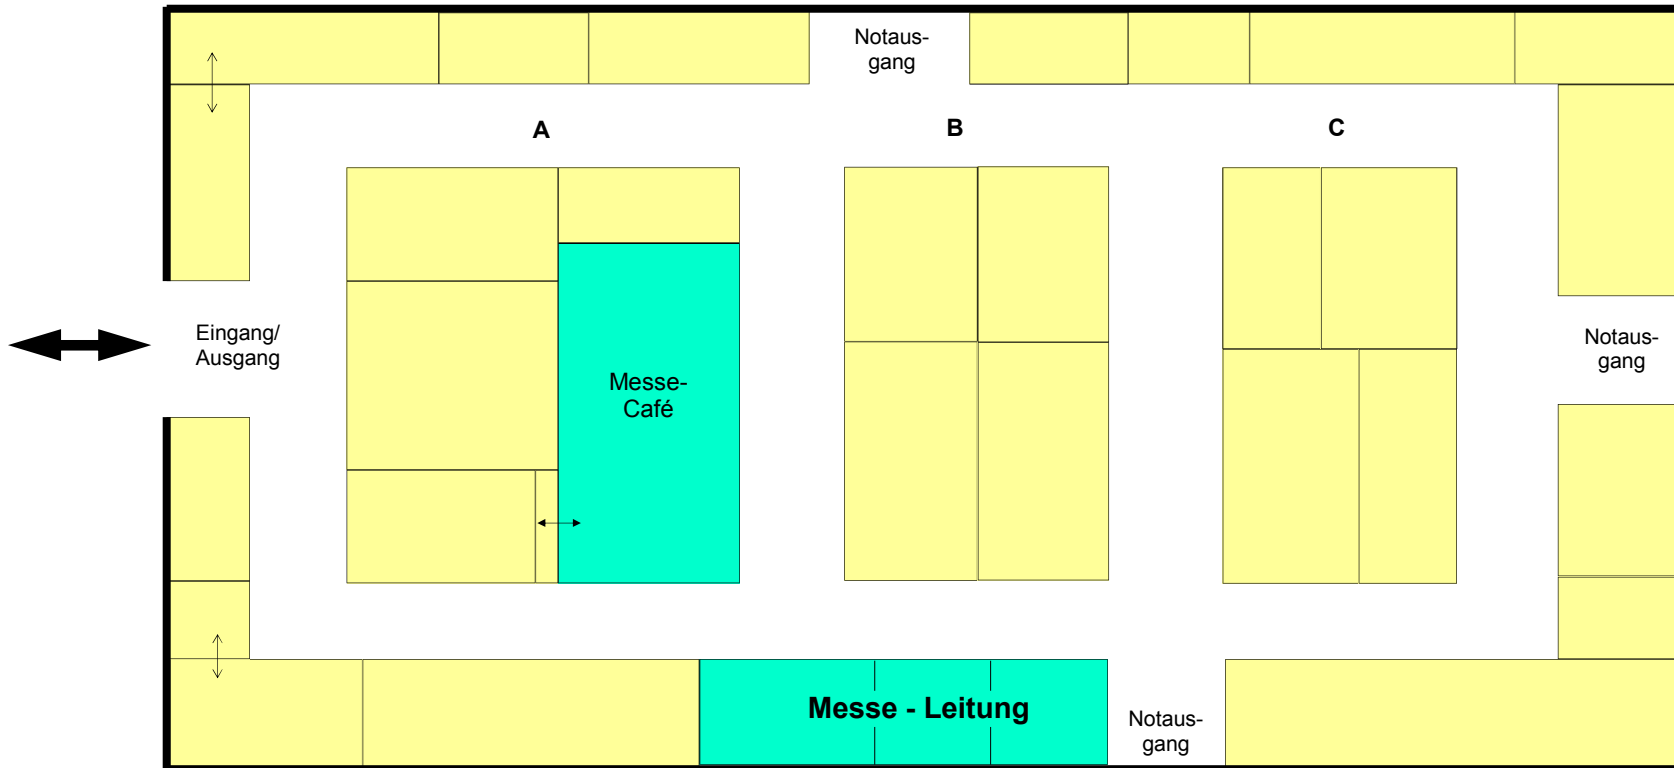 Notaus-
gang
A
B
C
Eingang/
Ausgang
Messe-
Café
Notaus-
gang
Messe - Leitung
Notaus-
gang